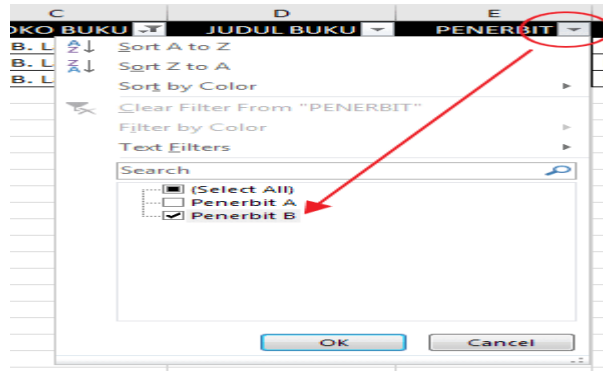 C D E
OKO BUKU JUDUL BUKU PENERBIT
B. L
B. L
B. L
Sort A to Z
Sort Z to A
Sort by Color
Clear Filter From "PENERBIT"
Filter by Color
Text Filters
Search
(Select All)
Penerbit A
Penerbit B
OK Cancel